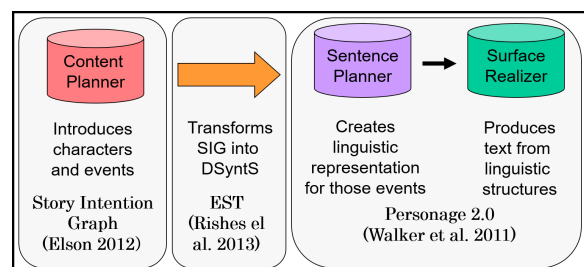 Content
Planner
Introduces
characters
and events
Story Intention
Graph
(Elson 2012)
Transforms
SIG into
DSyntS
EST
(Rishes el
al. 2013)
Sentence
Planner
Creates
linguistic
representation
for those events
Surface
Realizer
Produces
text from
linguistic
structures
Personage 2.0
(Walker et al. 2011)